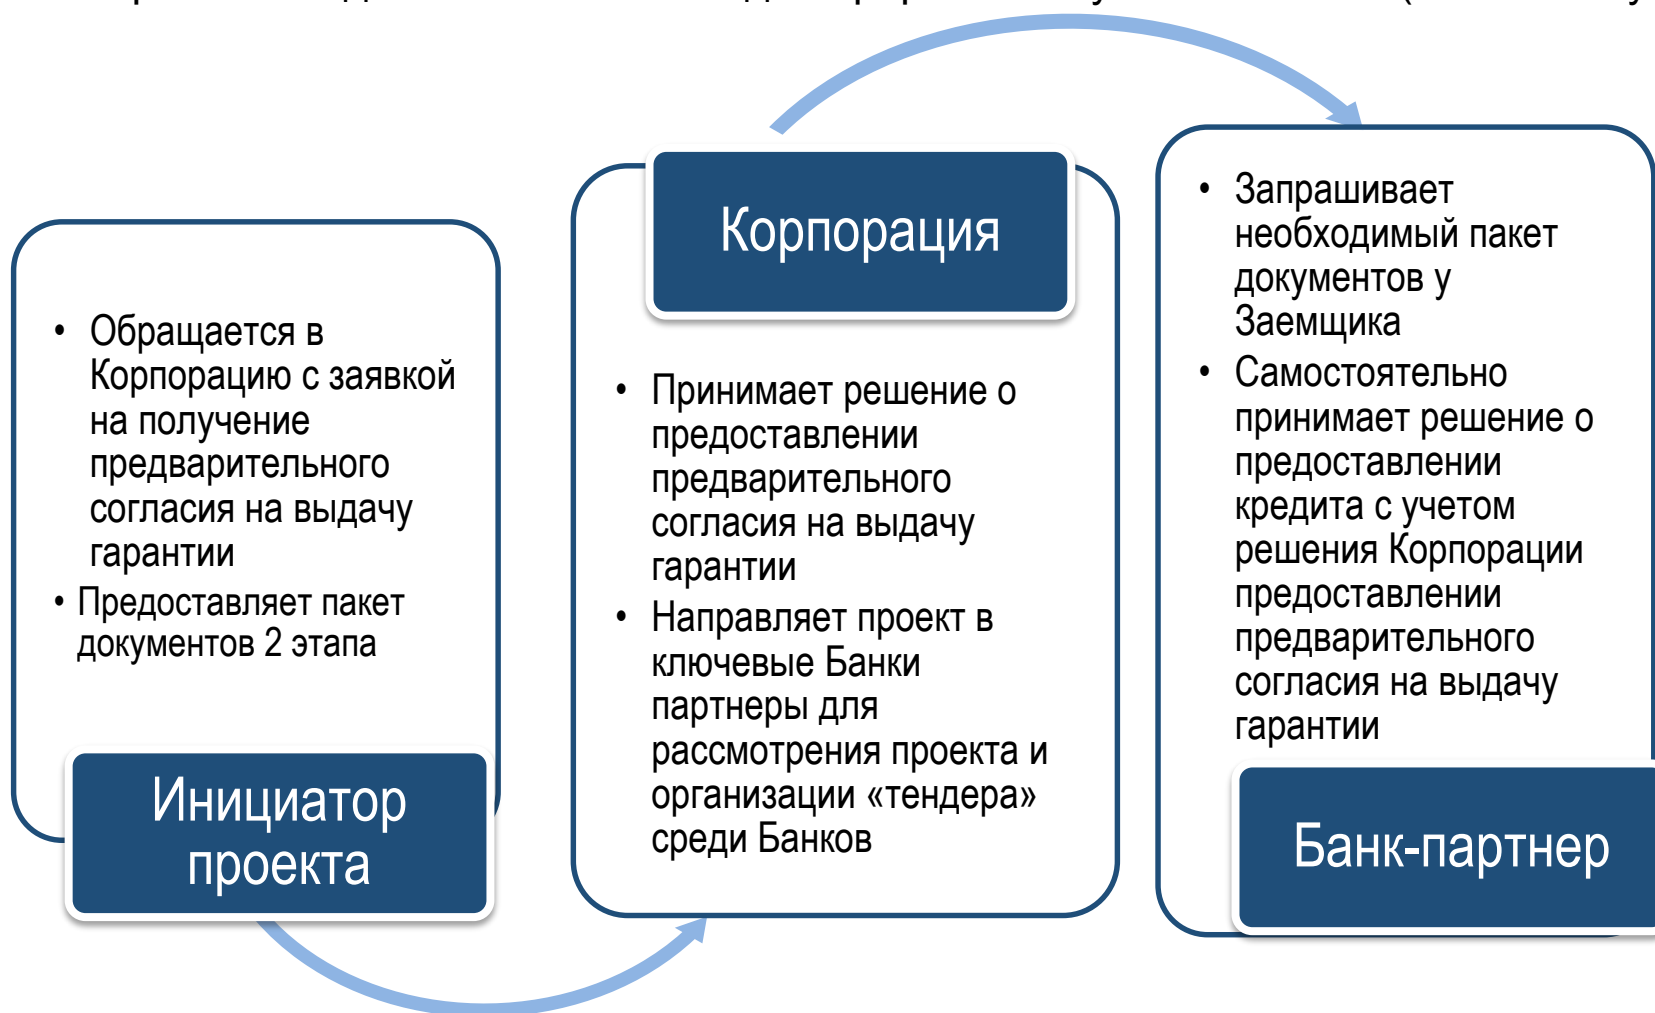 Обращается в
Корпорацию с заявкой
на получение
предварительного
согласия на выдачу
гарантии
Предоставляет пакет
документов 2 этапа
Инициатор
проекта
Корпорация
Принимает решение о
предоставлении
предварительного
согласия на выдачу
гарантии
Направляет проект в
ключевые Банки
партнеры для
рассмотрения проекта и
организации «тендера»
среди Банков
Запрашивает
необходимый пакет
документов у
Заемщика
Самостоятельно
принимает решение о
предоставлении
кредита с учетом
решения Корпорации
предоставлении
предварительного
согласия на выдачу
гарантии
Банк-партнер